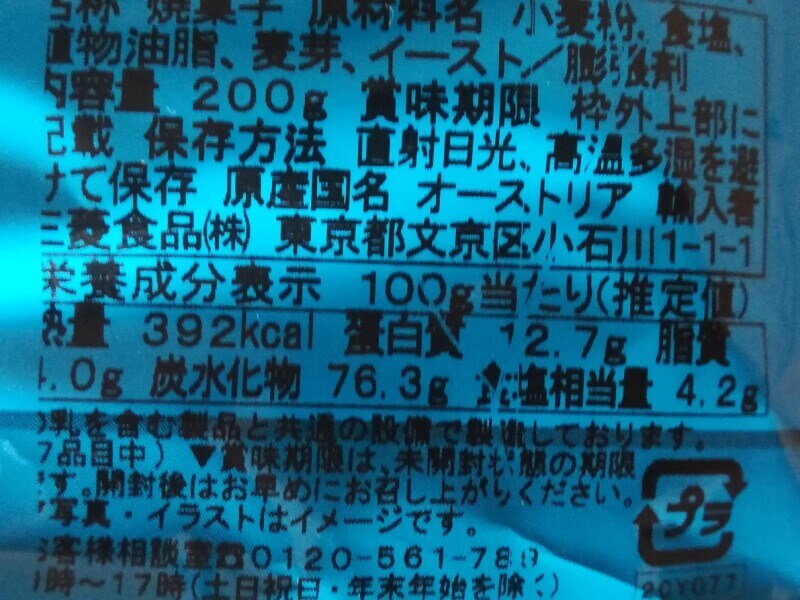 名称 焼菓子 原材料名 小麦粉、食塩、
植物油脂、麦芽、イースト／膨張剤
内容量 200g 賞味期限 枠外上部に
記載 保存方法 直射日光、高温多湿を避
けて保存 原産国名 オーストリア 輸入者
三菱食品(株) 東京都文京区小石川1-1-1
栄養成分表示 100g当たり(推定値)
熱量 392kcal 蛋白質 12.7g 脂質
4.0g 炭水化物 76.3g 食塩相当量 4.2g
乳を含む製品と共通の設備で製造しております。
品目中) ▼賞味期限は、未開封状態の期限
す。開封後はお早めにお召し上がりください。
写真・イラストはイメージです。
お客様相談室☎0120-561-789
時～17時(土日祝日・年末年始を除く)
プラ